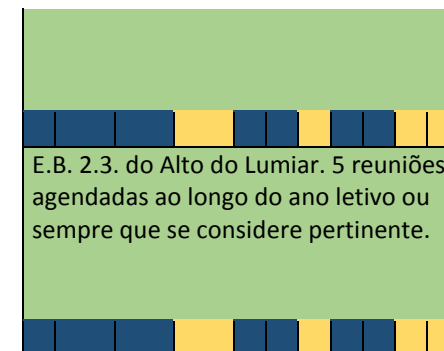 E.B. 2.3. do Alto do Lumiar. 5 reuniões
agendadas ao longo do ano letivo ou
sempre que se considere pertinente.